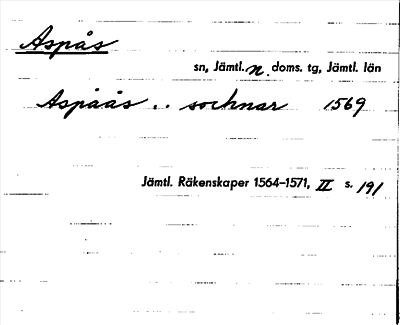 Aspås
sn, Jämtl. n. doms. tg, Jämtl. län
Aspåås .. sochnar 1569
Jämtl. Räkenskaper 1564–1571, II s. 191